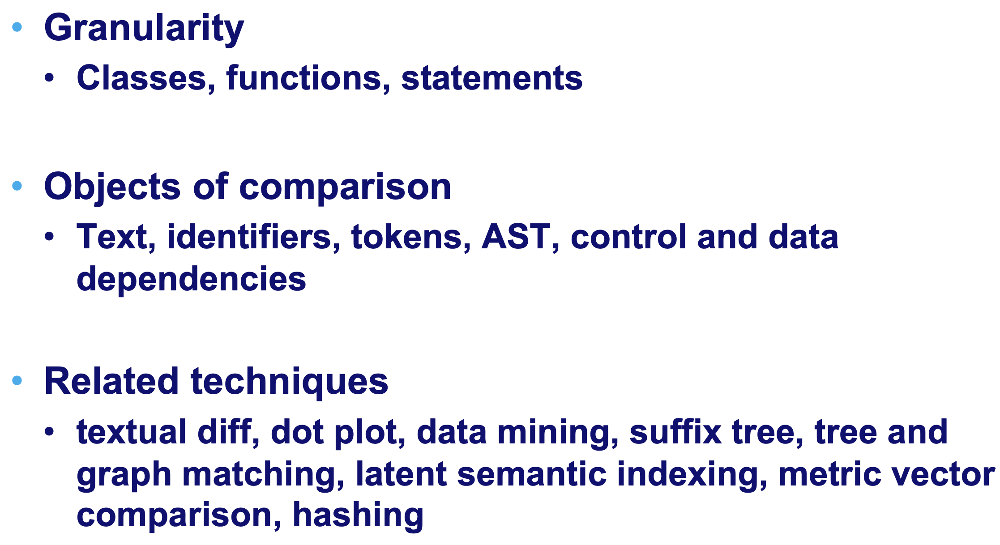 • Granularity
• Classes, functions, statements
• Objects of comparison
• Text, identifiers, tokens, AST, control and data
dependencies
• Related techniques
• textual diff, dot plot, data mining, suffix tree, tree and
graph matching, latent semantic indexing, metric vector
comparison, hashing